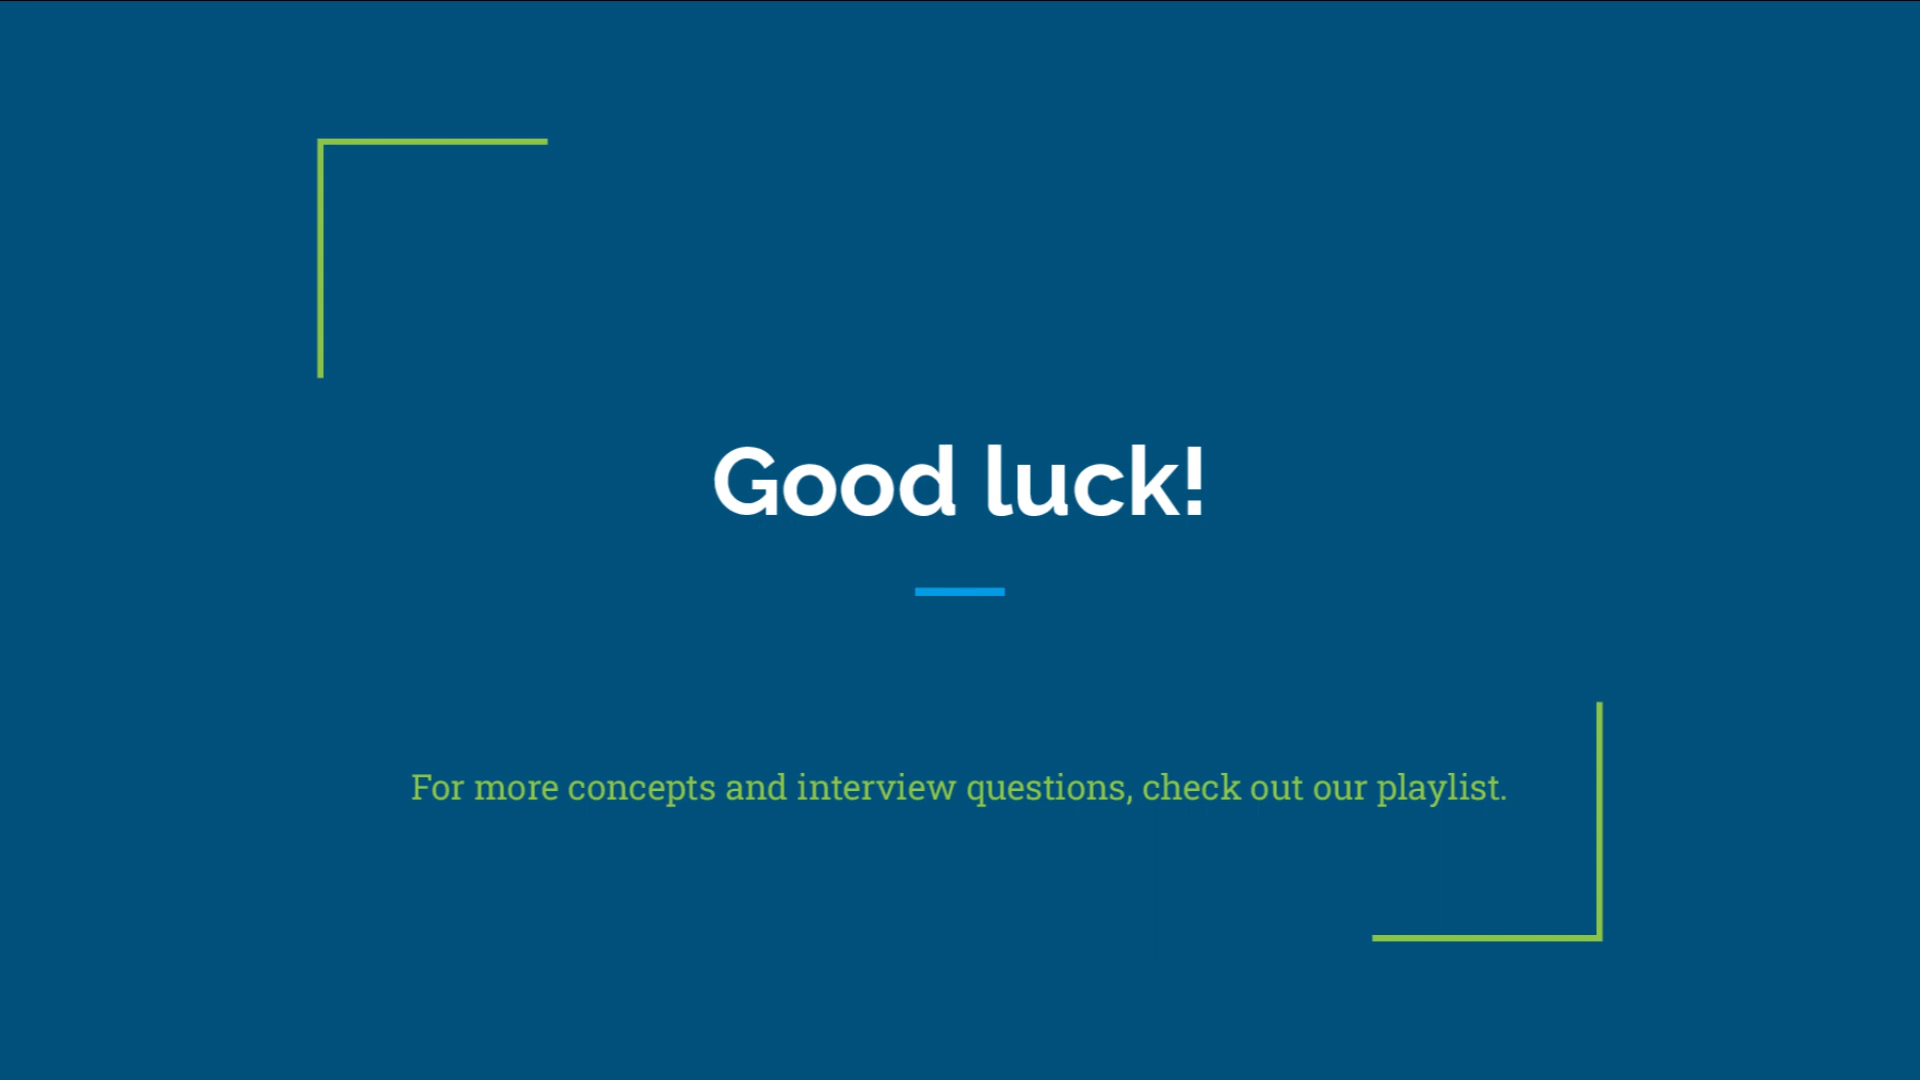 Good luck!
For more concepts and interview questions, check out our playlist.